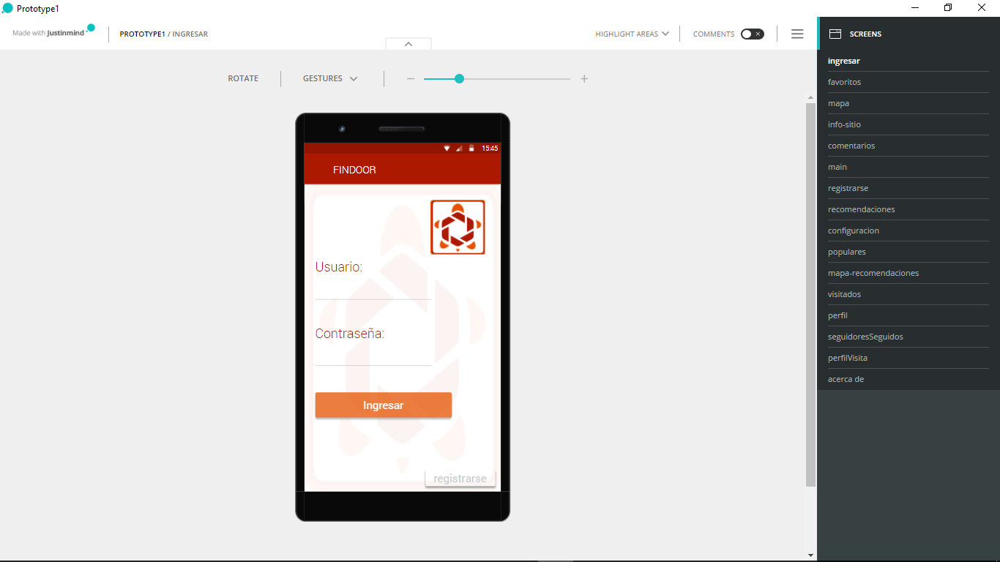 Prototype1
Made with Justinmind
PROTOTYPE1 / INGRESAR
HIGHLIGHT AREAS
COMMENTS
SCREENS
ROTATE
GESTURES
15:45
FINDOOR
Usuario:
Contraseña:
Ingresar
registrarse
ingresar
favoritos
mapa
info-sitio
comentarios
main
registrarse
recomendaciones
configuracion
populares
mapa-recomendaciones
visitados
perfil
seguidoresSeguidos
perfilVisita
acerca de